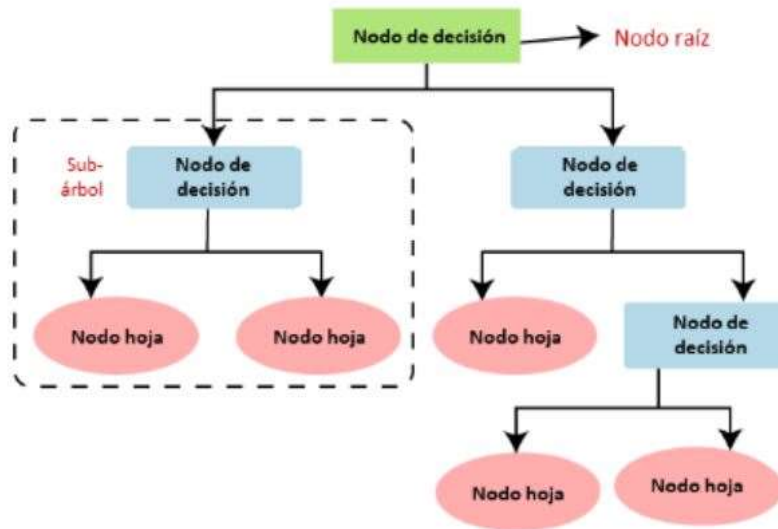 Nodo de decisión
Nodo raíz
Sub-
árbol
Nodo de
decisión
Nodo de
decisión
Nodo hoja
Nodo hoja
Nodo hoja
Nodo de
decisión
Nodo hoja
Nodo hoja